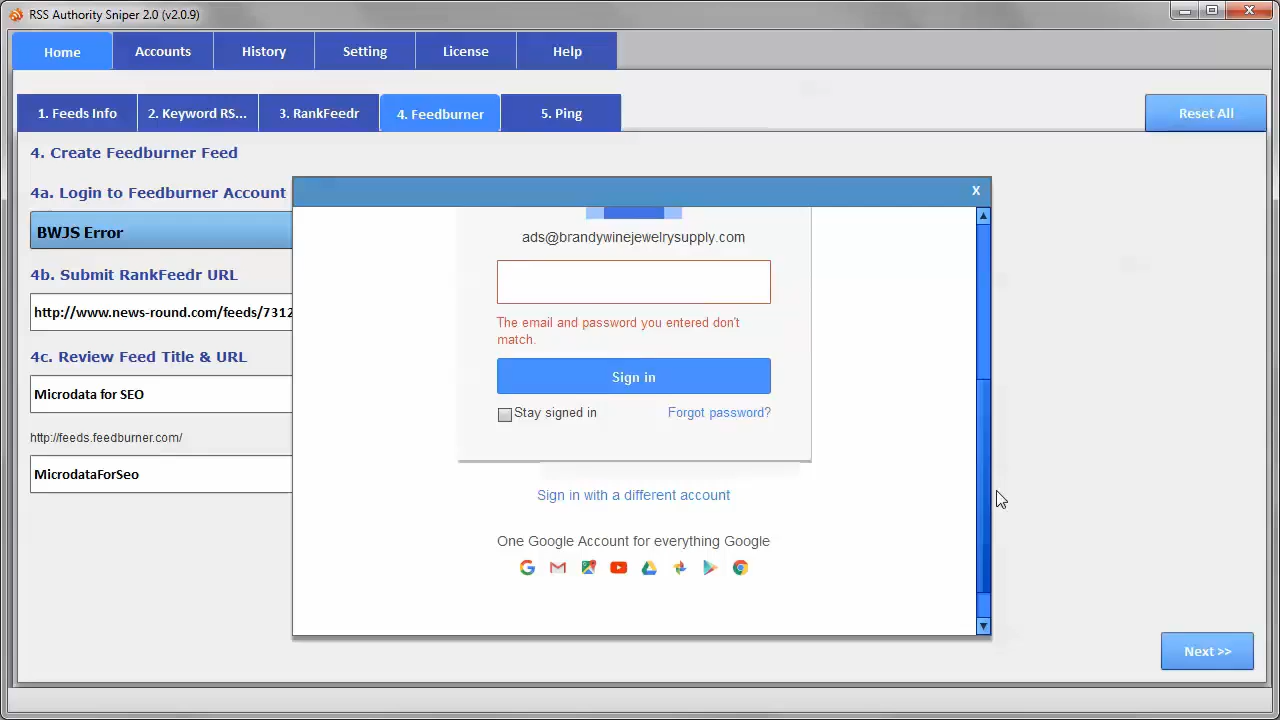 RSS Authority Sniper 2.0 (v2.0.9)
Home
Accounts
History
Setting
License
Help
1. Feeds Info
2. Keyword RS...
3. RankFeedr
4. Feedburner
5. Ping
Reset All
4. Create Feedburner Feed
4a. Login to Feedburner Account
BWJS Error
4b. Submit RankFeedr URL
http://www.news-round.com/feeds/7312
4c. Review Feed Title & URL
Microdata for SEO
http://feeds.feedburner.com/
MicrodataForSeo
X
ads@brandywinejewelrysupply.com
The email and password you entered don't
match.
Sign in
Stay signed in
Forgot password?
Sign in with a different account
One Google Account for everything Google
Next >>